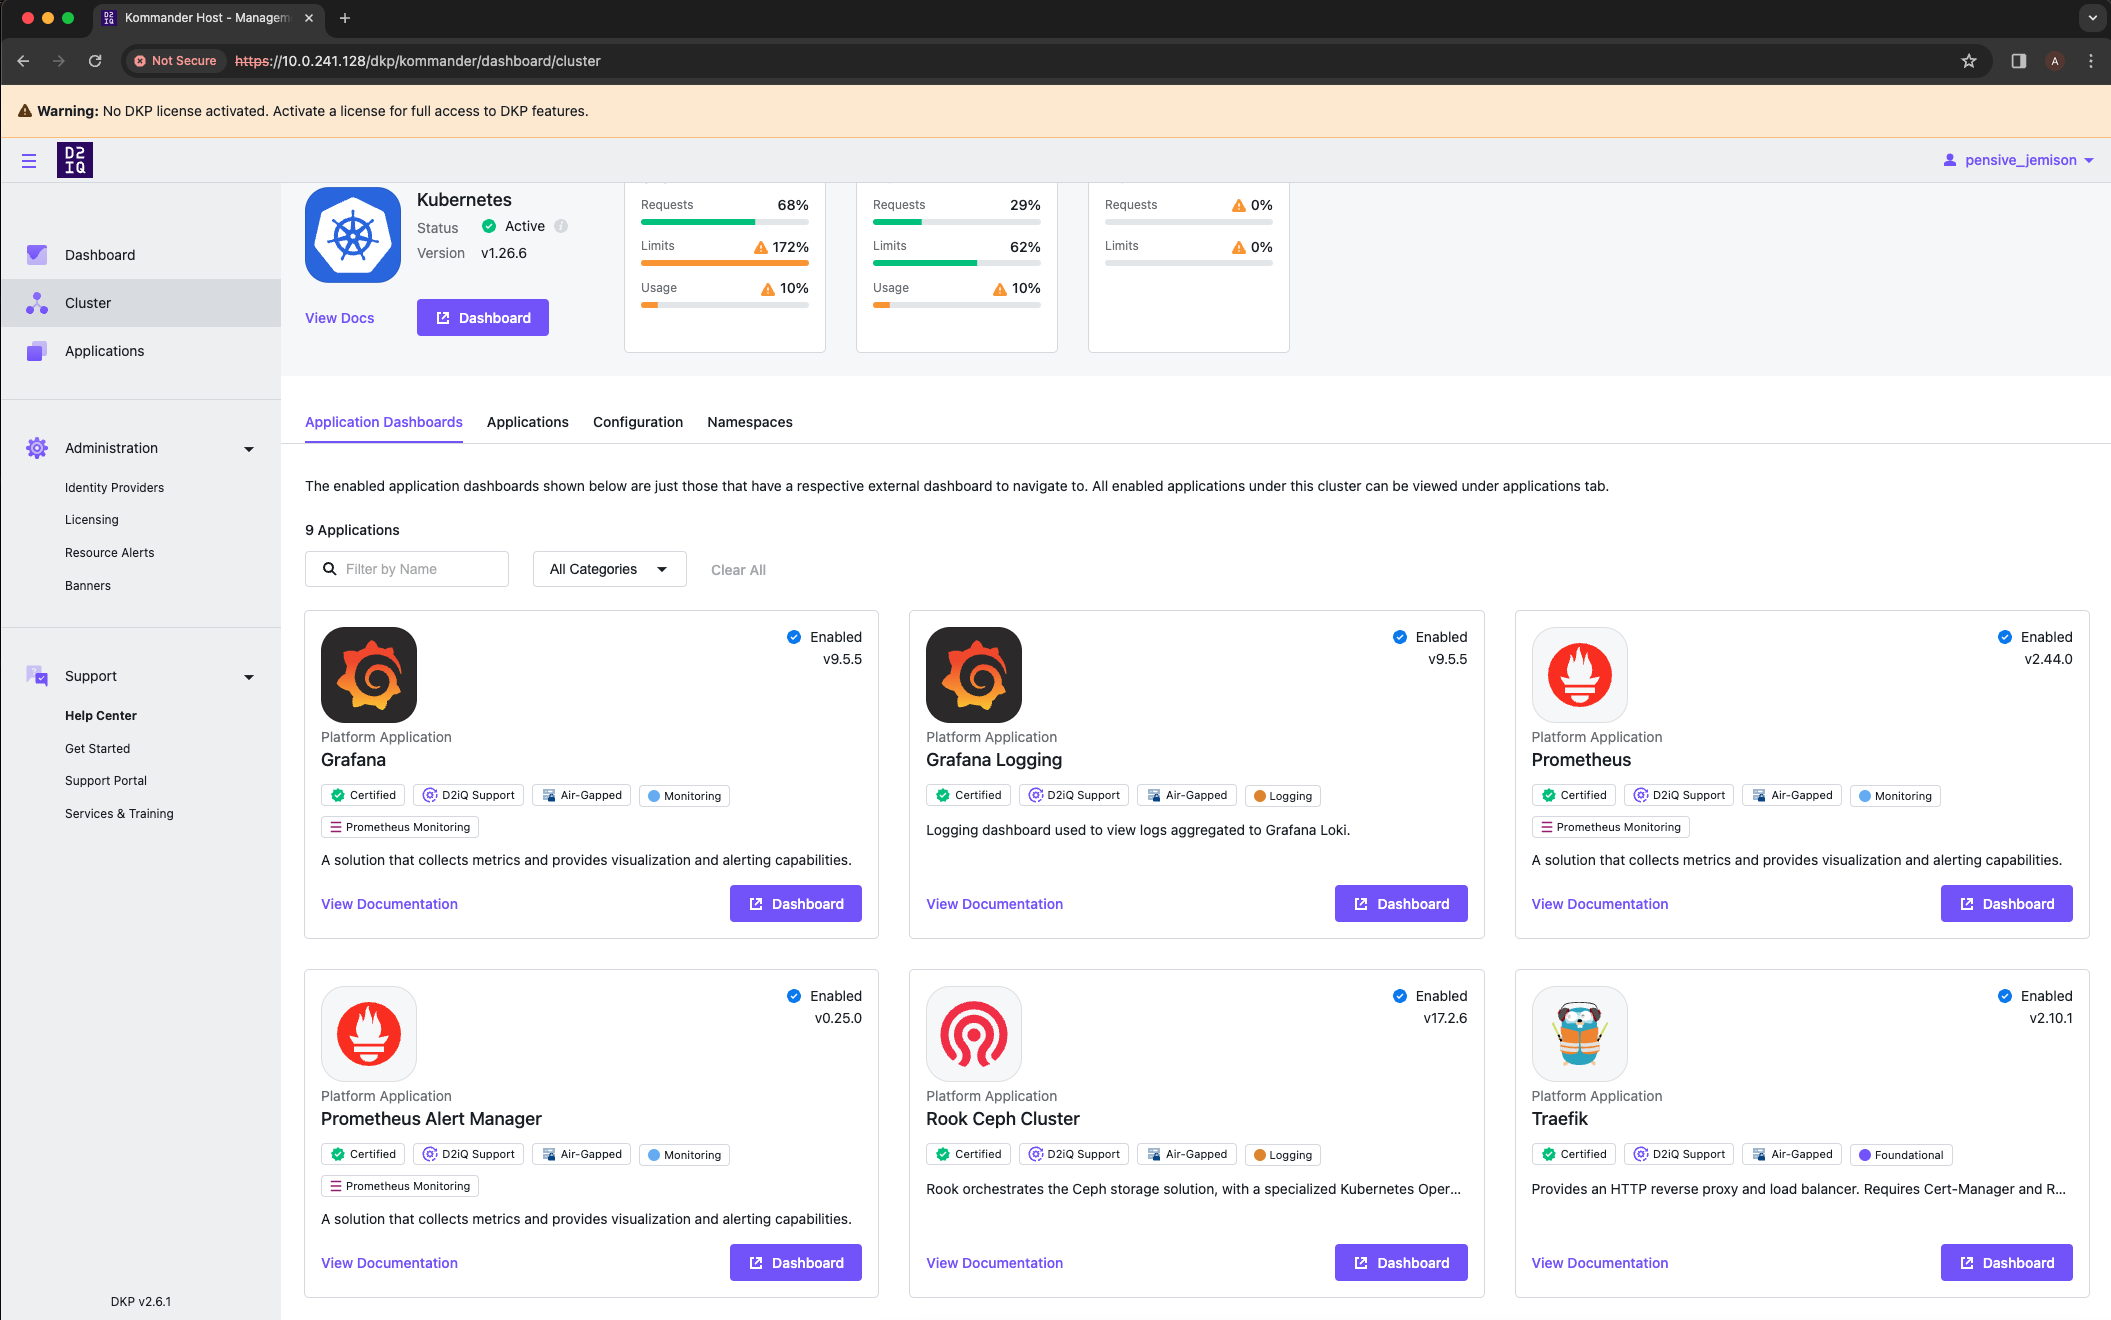 Kommander Host - Managem
Not Secure https://10.0.241.128/dkp/kommander/dashboard/cluster
A
Warning: No DKP license activated. Activate a license for full access to DKP features.
D2
IQ
pensive_jemison
Dashboard
Cluster
Applications
Administration
Identity Providers
Licensing
Resource Alerts
Banners
Support
Help Center
Get Started
Support Portal
Services & Training
DKP v2.6.1
Kubernetes
Status Active
Version v1.26.6
View Docs
Dashboard
Requests 68%
Limits 172%
Usage 10%
Requests 29%
Limits 62%
Usage 10%
Requests 0%
Limits 0%
Application Dashboards Applications Configuration Namespaces
The enabled application dashboards shown below are just those that have a respective external dashboard to navigate to. All enabled applications under this cluster can be viewed under applications tab.
9 Applications
Filter by Name
All Categories
Clear All
Enabled
v9.5.5
Platform Application
Grafana
Certified D2iQ Support Air-Gapped Monitoring
Prometheus Monitoring
A solution that collects metrics and provides visualization and alerting capabilities.
View Documentation Dashboard
Enabled
v9.5.5
Platform Application
Grafana Logging
Certified D2iQ Support Air-Gapped Logging
Logging dashboard used to view logs aggregated to Grafana Loki.
View Documentation Dashboard
Enabled
v2.44.0
Platform Application
Prometheus
Certified D2iQ Support Air-Gapped Monitoring
Prometheus Monitoring
A solution that collects metrics and provides visualization and alerting capabilities.
View Documentation Dashboard
Enabled
v0.25.0
Platform Application
Prometheus Alert Manager
Certified D2iQ Support Air-Gapped Monitoring
Prometheus Monitoring
A solution that collects metrics and provides visualization and alerting capabilities.
View Documentation Dashboard
Enabled
v17.2.6
Platform Application
Rook Ceph Cluster
Certified D2iQ Support Air-Gapped Logging
Rook orchestrates the Ceph storage solution, with a specialized Kubernetes Oper...
View Documentation Dashboard
Enabled
v2.10.1
Platform Application
Traefik
Certified D2iQ Support Air-Gapped Foundational
Provides an HTTP reverse proxy and load balancer. Requires Cert-Manager and R...
View Documentation Dashboard